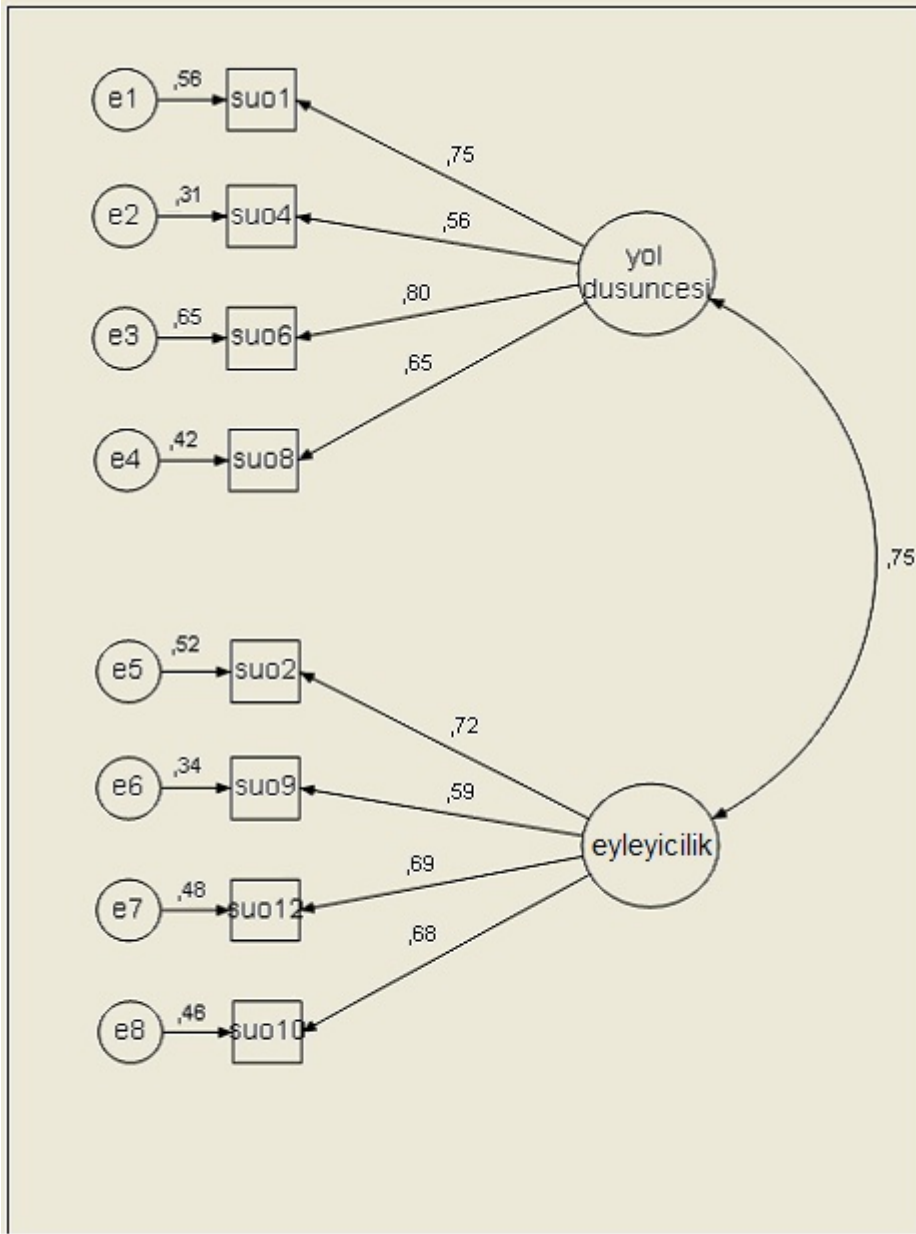 e1
,56
suo1
,75
e2
,31
suo4
,56
yol
dusuncesi
e3
,65
suo6
,80
e4
,42
suo8
,65
,75
e5
,52
suo2
,72
e6
,34
suo9
,59
eyleyicilik
e7
,48
suo12
,69
e8
,46
suo10
,68